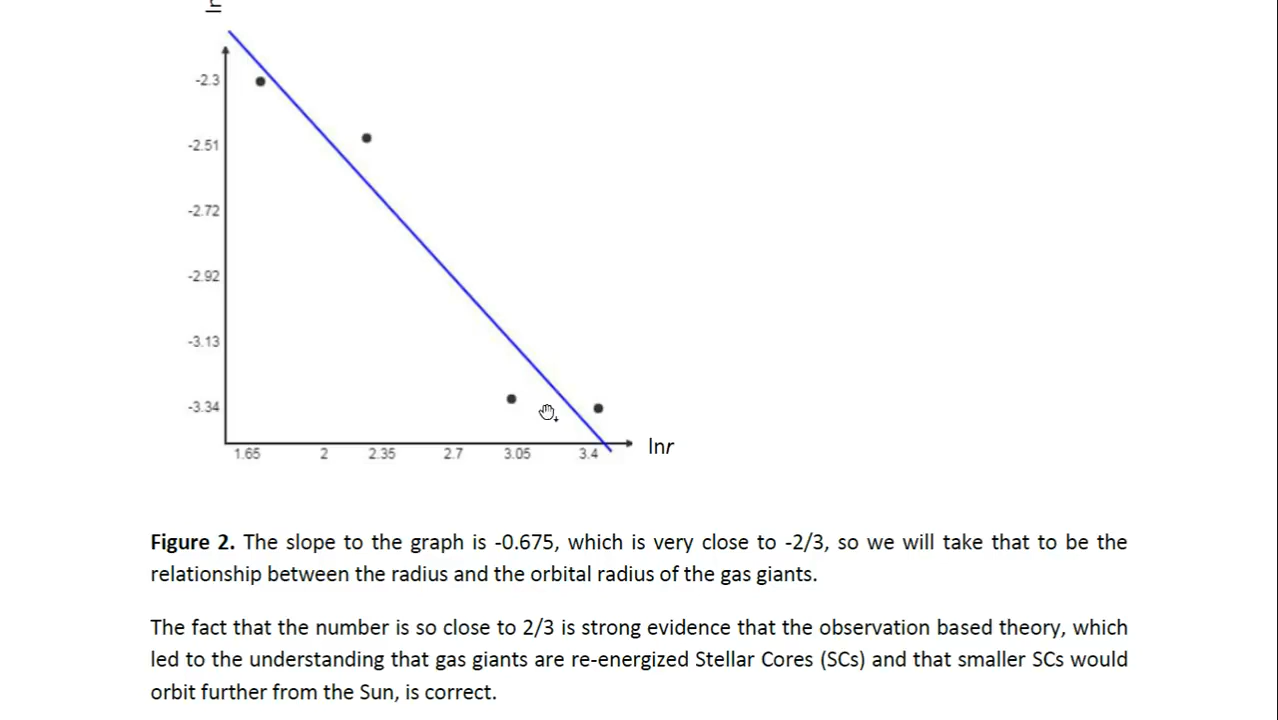 -2.3
-2.51
-2.72
-2.92
-3.13
-3.34
1.65 2 2.35 2.7 3.05 3.4 lnr
Figure 2. The slope to the graph is -0.675, which is very close to -2/3, so we will take that to be the
relationship between the radius and the orbital radius of the gas giants.
The fact that the number is so close to 2/3 is strong evidence that the observation based theory, which
led to the understanding that gas giants are re-energized Stellar Cores (SCs) and that smaller SCs would
orbit further from the Sun, is correct.